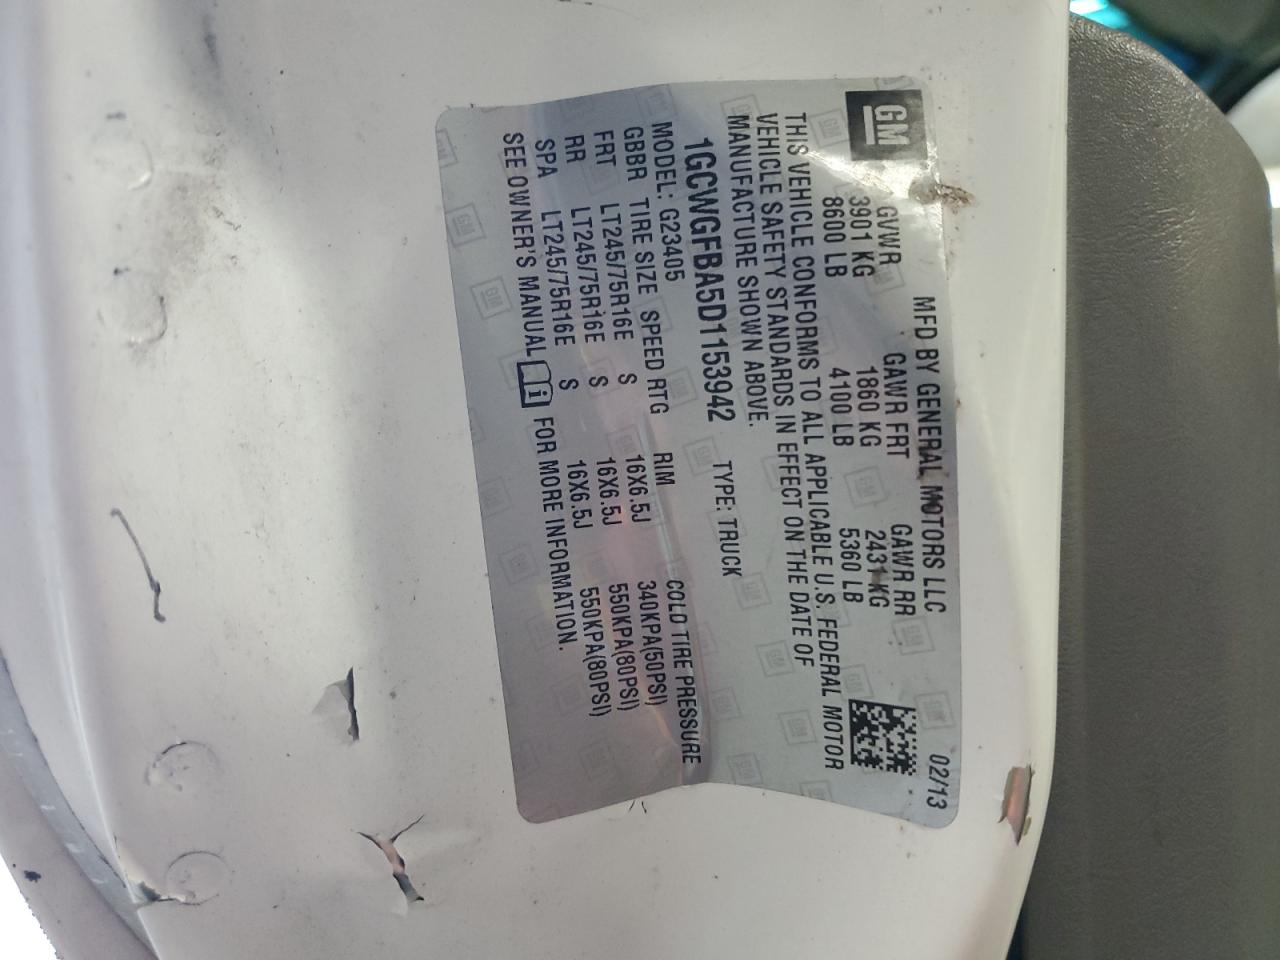 GM
MFD BY GENERAL MOTORS LLC 02/13
GVWR GAWR FRT GAWR RR
3901 KG 1860 KG 2431 KG
8600 LB 4100 LB 5360 LB
THIS VEHICLE CONFORMS TO ALL APPLICABLE U.S. FEDERAL MOTOR
VEHICLE SAFETY STANDARDS IN EFFECT ON THE DATE OF
MANUFACTURE SHOWN ABOVE.
1GCWGFBA5D1153942 TYPE: TRUCK
MODEL: G23405
GBBR TIRE SIZE SPEED RTG RIM COLD TIRE PRESSURE
FRT LT245/75R16E S 16X6.5J 340KPA(50PSI)
RR LT245/75R16E S 16X6.5J 550KPA(80PSI)
SPA LT245/75R16E S 16X6.5J 550KPA(80PSI)
SEE OWNER'S MANUAL i FOR MORE INFORMATION.